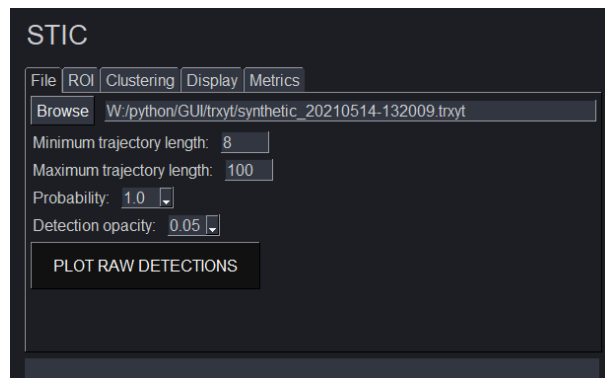 STIC
File ROI Clustering Display Metrics
Browse W:/python/GUI/trxyt/synthetic_20210514-132009.trxyt
Minimum trajectory length: 8
Maximum trajectory length: 100
Probability: 1.0
Detection opacity: 0.05
PLOT RAW DETECTIONS